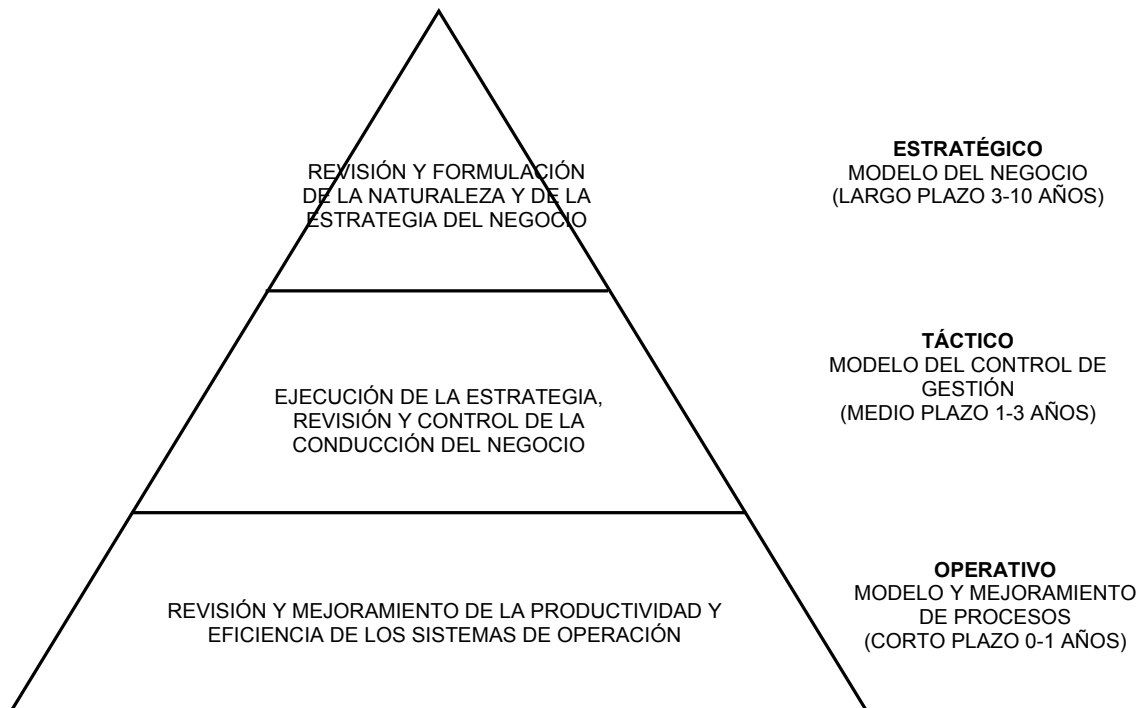 REVISIÓN Y FORMULACIÓN
DE LA NATURALEZA Y DE LA
ESTRATEGIA DEL NEGOCIO
ESTRATÉGICO
MODELO DEL NEGOCIO
(LARGO PLAZO 3-10 AÑOS)
EJECUCIÓN DE LA ESTRATEGIA,
REVISIÓN Y CONTROL DE LA
CONDUCCIÓN DEL NEGOCIO
TÁCTICO
MODELO DEL CONTROL DE
GESTIÓN
(MEDIO PLAZO 1-3 AÑOS)
REVISIÓN Y MEJORAMIENTO DE LA PRODUCTIVIDAD Y
EFICIENCIA DE LOS SISTEMAS DE OPERACIÓN
OPERATIVO
MODELO Y MEJORAMIENTO
DE PROCESOS
(CORTO PLAZO 0-1 AÑOS)